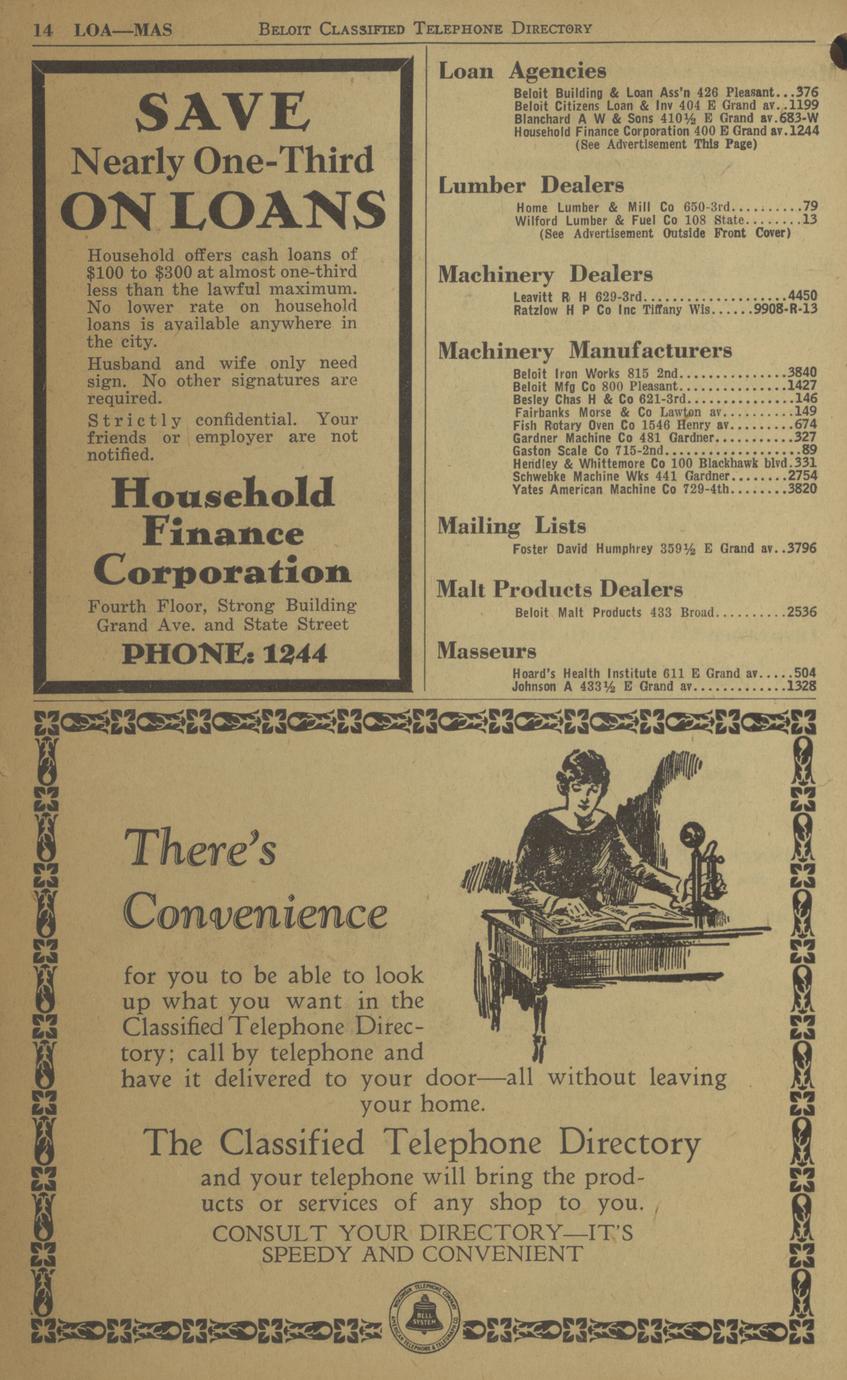 14 LOA—MAS BELOIT CLASSIFIED TELEPHONE DIRECTORY
SAVE
Nearly One-Third
ON LOANS
Household offers cash loans of
$100 to $300 at almost one-third
less than the lawful maximum.
No lower rate on household
loans is available anywhere in
the city.
Husband and wife only need
sign. No other signatures are
required.
Strictly confidential. Your
friends or employer are not
notified.
Household
Finance
Corporation
Fourth Floor, Strong Building
Grand Ave. and State Street
PHONE: 1244
Loan Agencies
Beloit Building & Loan Ass'n 426 Pleasant...376
Beloit Citizens Loan & Inv 404 E Grand av..1199
Blanchard A W & Sons 410½ E Grand av.683-W
Household Finance Corporation 400 E Grand av.1244
(See Advertisement This Page)
Lumber Dealers
Home Lumber & Mill Co 650-3rd..........79
Wilford Lumber & Fuel Co 108 State........13
(See Advertisement Outside Front Cover)
Machinery Dealers
Leavitt R H 629-3rd....................4450
Ratzlow H P Co Inc Tiffany Wis......9908-R-13
Machinery Manufacturers
Beloit Iron Works 815 2nd...............3840
Beloit Mfg Co 800 Pleasant...............1427
Besley Chas H & Co 621-3rd...............146
Fairbanks Morse & Co Lawton av..........149
Fish Rotary Oven Co 1546 Henry av.........674
Gardner Machine Co 481 Gardner...........327
Gaston Scale Co 715-2nd...................89
Hendley & Whittemore Co 100 Blackhawk blvd.331
Schwebke Machine Wks 441 Gardner........2754
Yates American Machine Co 729-4th........3820
Mailing Lists
Foster David Humphrey 359½ E Grand av..3796
Malt Products Dealers
Beloit Malt Products 433 Broad..........2536
Masseurs
Hoard's Health Institute 611 E Grand av.....504
Johnson A 433½ E Grand av.............1328
There's
Convenience
for you to be able to look
up what you want in the
Classified Telephone Direc-
tory; call by telephone and
have it delivered to your door—all without leaving
your home.
The Classified Telephone Directory
and your telephone will bring the prod-
ucts or services of any shop to you.
CONSULT YOUR DIRECTORY—IT'S
SPEEDY AND CONVENIENT
WISCONSIN TELEPHONE COMPANY
BELL
SYSTEM
AMERICAN TELEPHONE & TELEGRAPH CO.